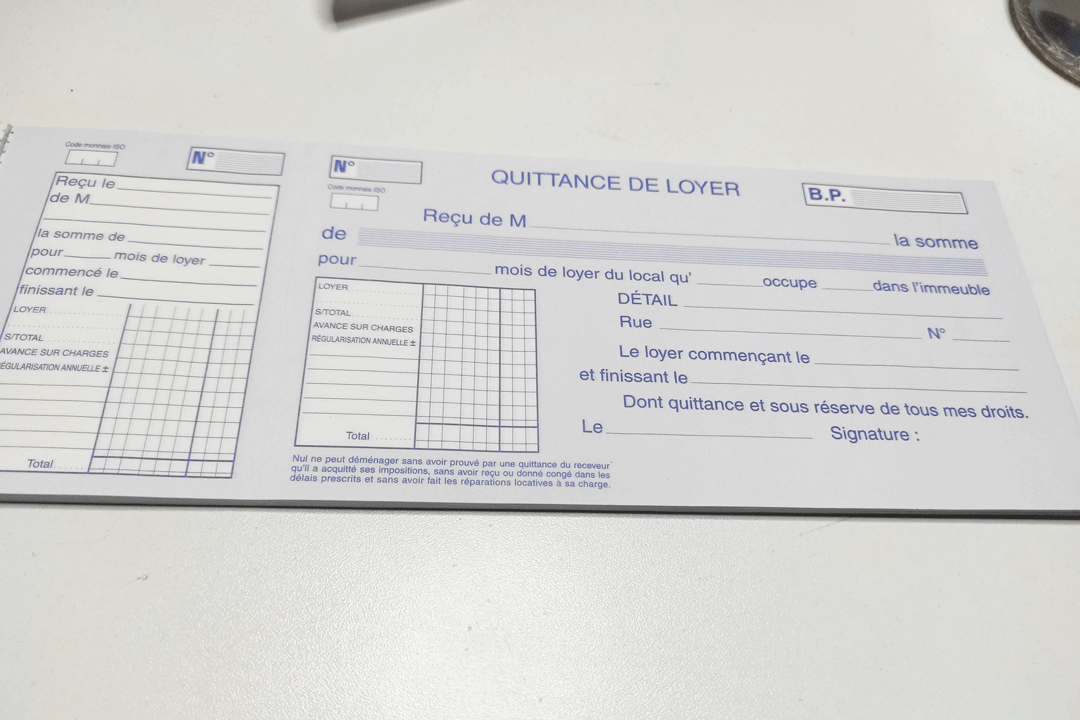 Code monnaie ISO
N°
Reçu le
de M
la somme de
pour mois de loyer
commencé le
finissant le
LOYER
S/TOTAL
AVANCE SUR CHARGES
RÉGULARISATION ANNUELLE ±
Total
N°
Code monnaie ISO
QUITTANCE DE LOYER
B.P.
Reçu de M la somme
de
pour mois de loyer du local qu' occupe dans l'immeuble
DÉTAIL
Rue N°
Le loyer commençant le
et finissant le
Dont quittance et sous réserve de tous mes droits.
Le Signature :
LOYER
S/TOTAL
AVANCE SUR CHARGES
RÉGULARISATION ANNUELLE ±
Total
Nul ne peut déménager sans avoir prouvé par une quittance du receveur
qu'il a acquitté ses impositions, sans avoir reçu ou donné congé dans les
délais prescrits et sans avoir fait les réparations locatives à sa charge.